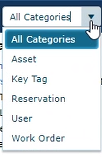 All Categories
All Categories
Asset
Key Tag
Reservation
User
Work Order